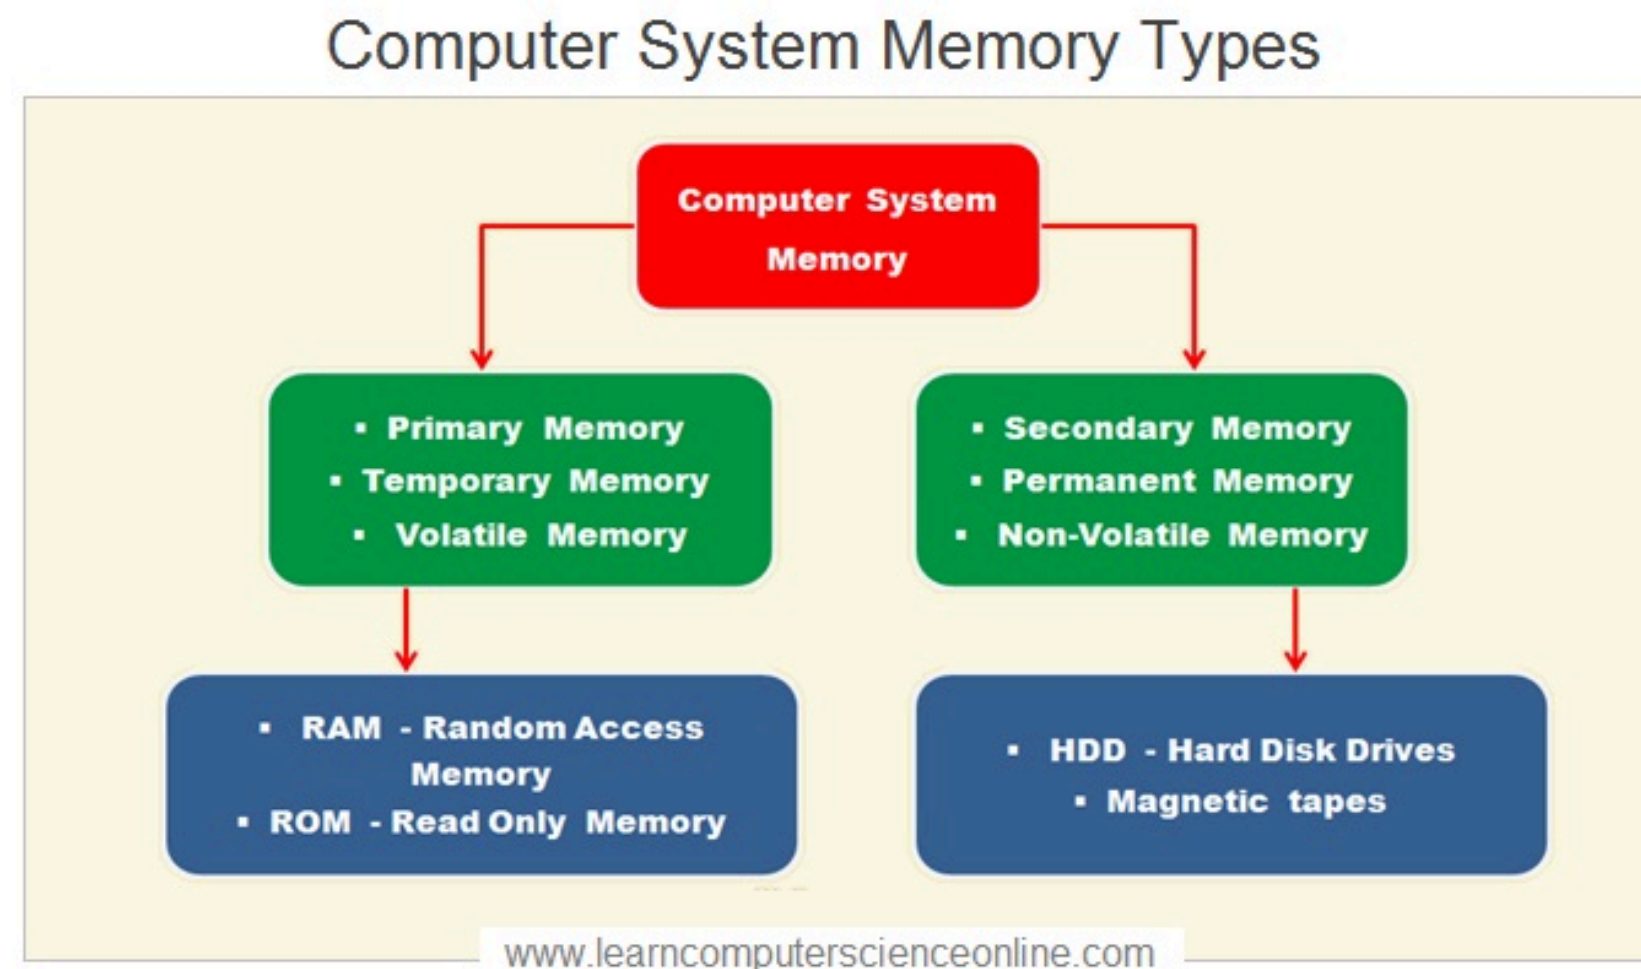 Computer System Memory Types
Computer System
Memory
▪ Primary Memory
▪ Temporary Memory
▪ Volatile Memory
▪ Secondary Memory
▪ Permanent Memory
▪ Non-Volatile Memory
▪ RAM - Random Access
Memory
▪ ROM - Read Only Memory
▪ HDD - Hard Disk Drives
▪ Magnetic tapes
www.learncomputerscienceonline.com